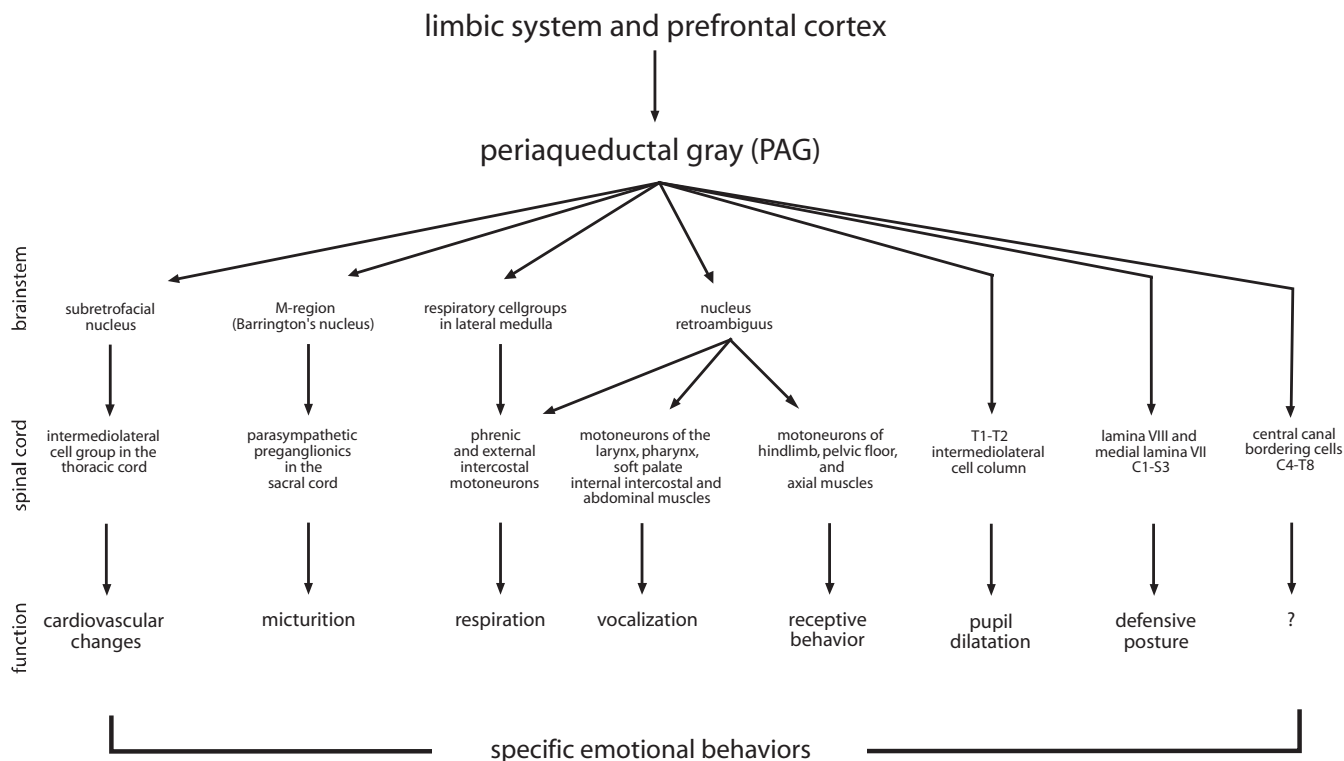 limbic system and prefrontal cortex
periaqueductal gray (PAG)
brainstem
subretrofacial
nucleus
M-region
(Barrington's nucleus)
respiratory cellgroups
in lateral medulla
nucleus
retroambiguus
spinal cord
intermediolateral
cell group in the
thoracic cord
parasympathetic
preganglionics
in the
sacral cord
phrenic
and external
intercostal
motoneurons
motoneurons of the
larynx, pharynx,
soft palate
internal intercostal and
abdominal muscles
motoneurons of
hindlimb, pelvic floor,
and
axial muscles
T1-T2
intermediolateral
cell column
lamina VIII and
medial lamina VII
C1-S3
central canal
bordering cells
C4-T8
function
cardiovascular
changes
micturition
respiration
vocalization
receptive
behavior
pupil
dilatation
defensive
posture
?
specific emotional behaviors